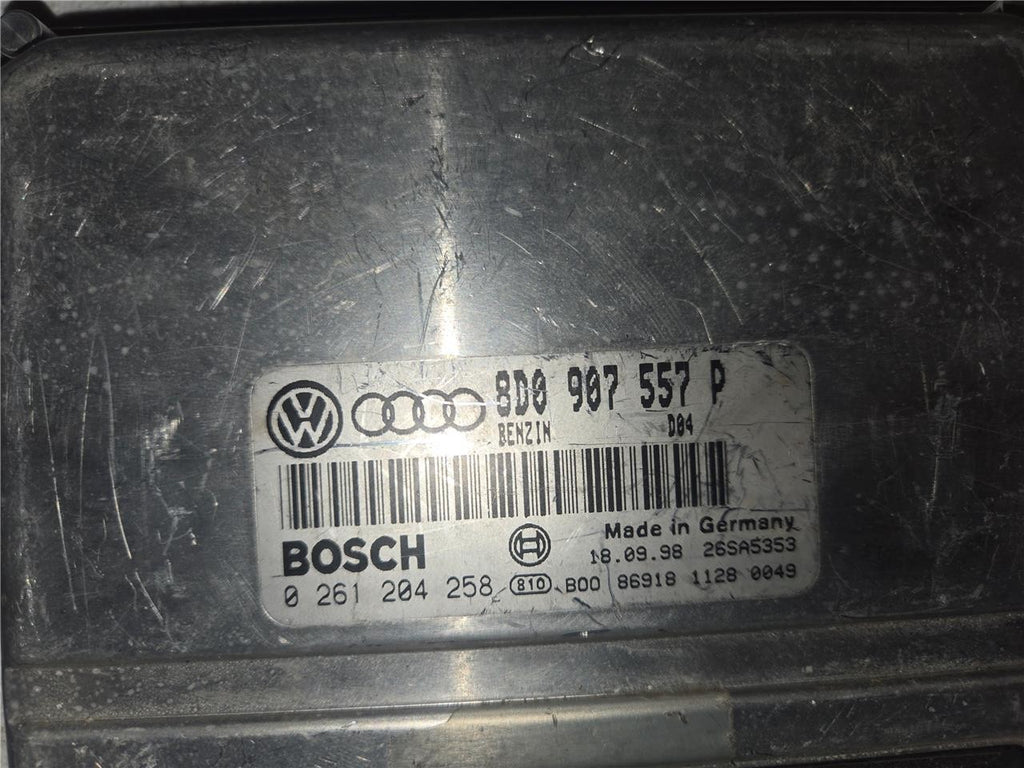 8D0 907 557 P
BENZIN D04
BOSCH Made in Germany
18.09.98 26SA5353
0 261 204 258 810 B00 86918 1128 0049